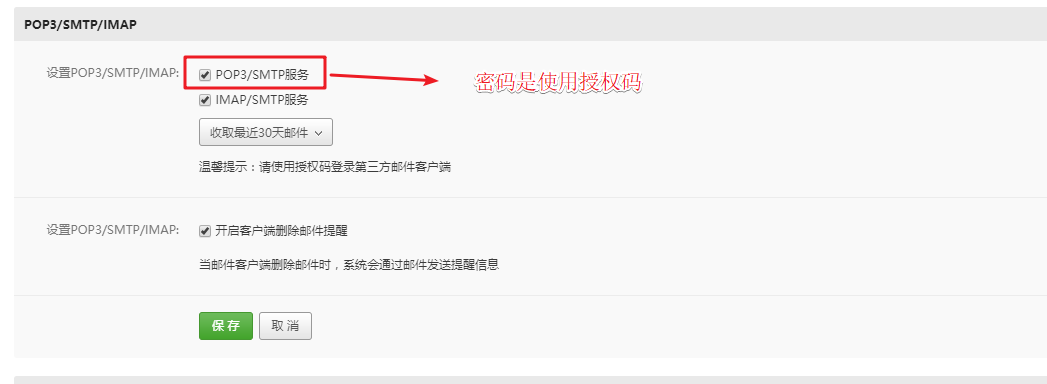 POP3/SMTP/IMAP
设置POP3/SMTP/IMAP: POP3/SMTP服务 密码是使用授权码
IMAP/SMTP服务
收取最近30天邮件
温馨提示：请使用授权码登录第三方邮件客户端
设置POP3/SMTP/IMAP: 开启客户端删除邮件提醒
当邮件客户端删除邮件时，系统会通过邮件发送提醒信息
保存 取消